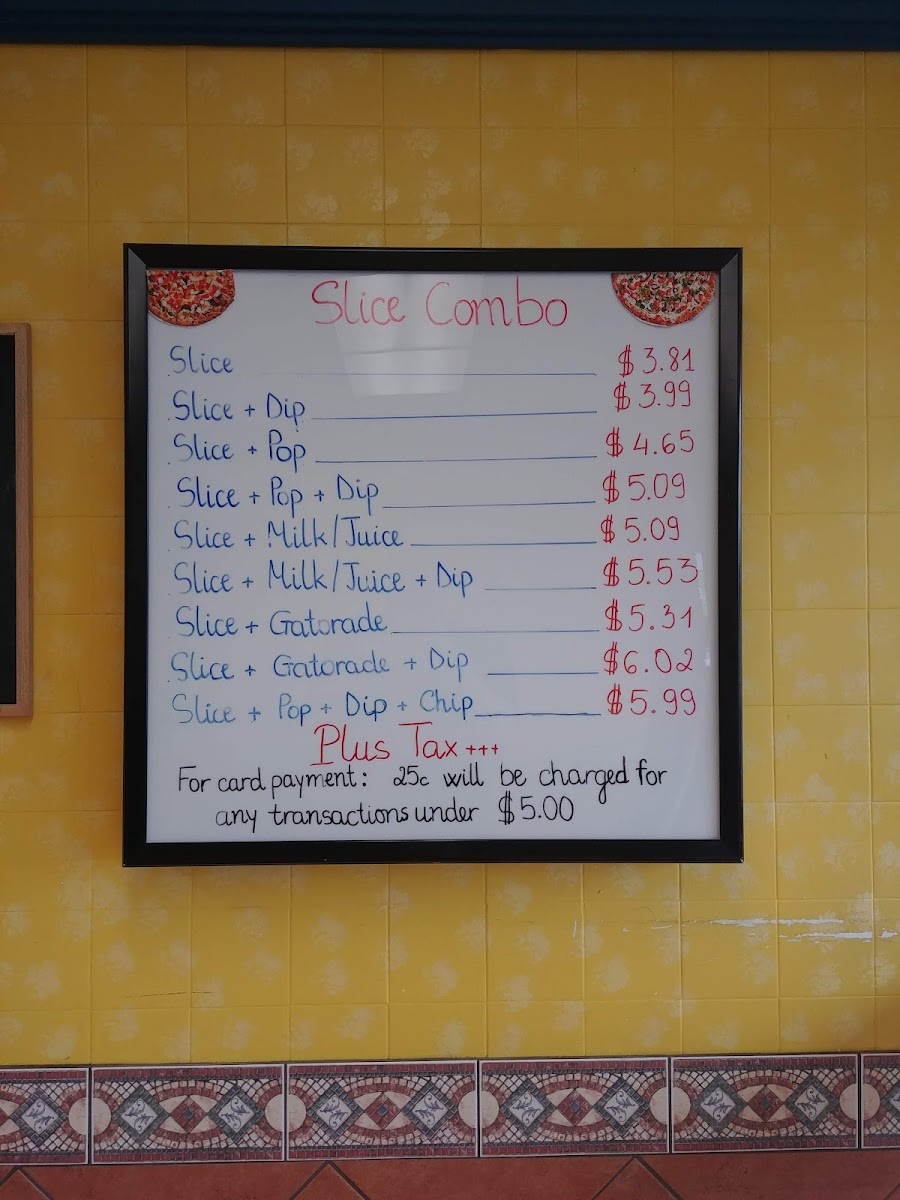 Slice Combo
Slice $3.81
Slice + Dip $3.99
Slice + Pop $4.65
Slice + Pop + Dip $5.09
Slice + Milk/Juice $5.09
Slice + Milk/Juice + Dip $5.53
Slice + Gatorade $5.31
Slice + Gatorade + Dip $6.02
Slice + Pop + Dip + Chip $5.99
Plus Tax +++
For card payment: 25c will be charged for
any transactions under $5.00